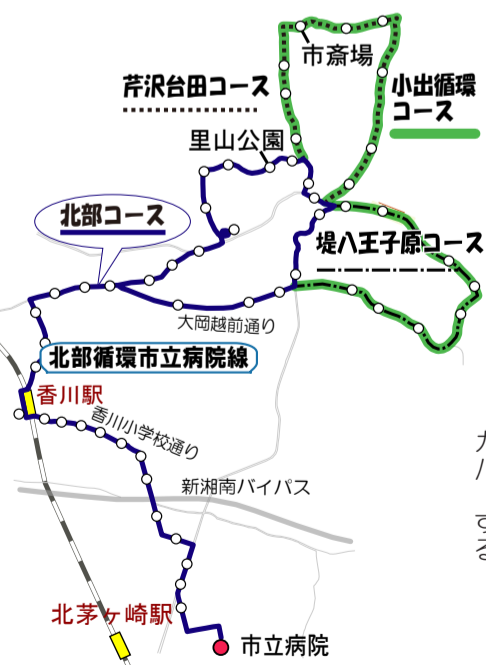 市斎場
芹沢台田コース
小出循環
コース
里山公園
北部コース
堤八王子原コース
大岡越前通り
北部循環市立病院線
香川駅
香川小学校通り
新湘南バイパス
北茅ヶ崎駅
市立病院